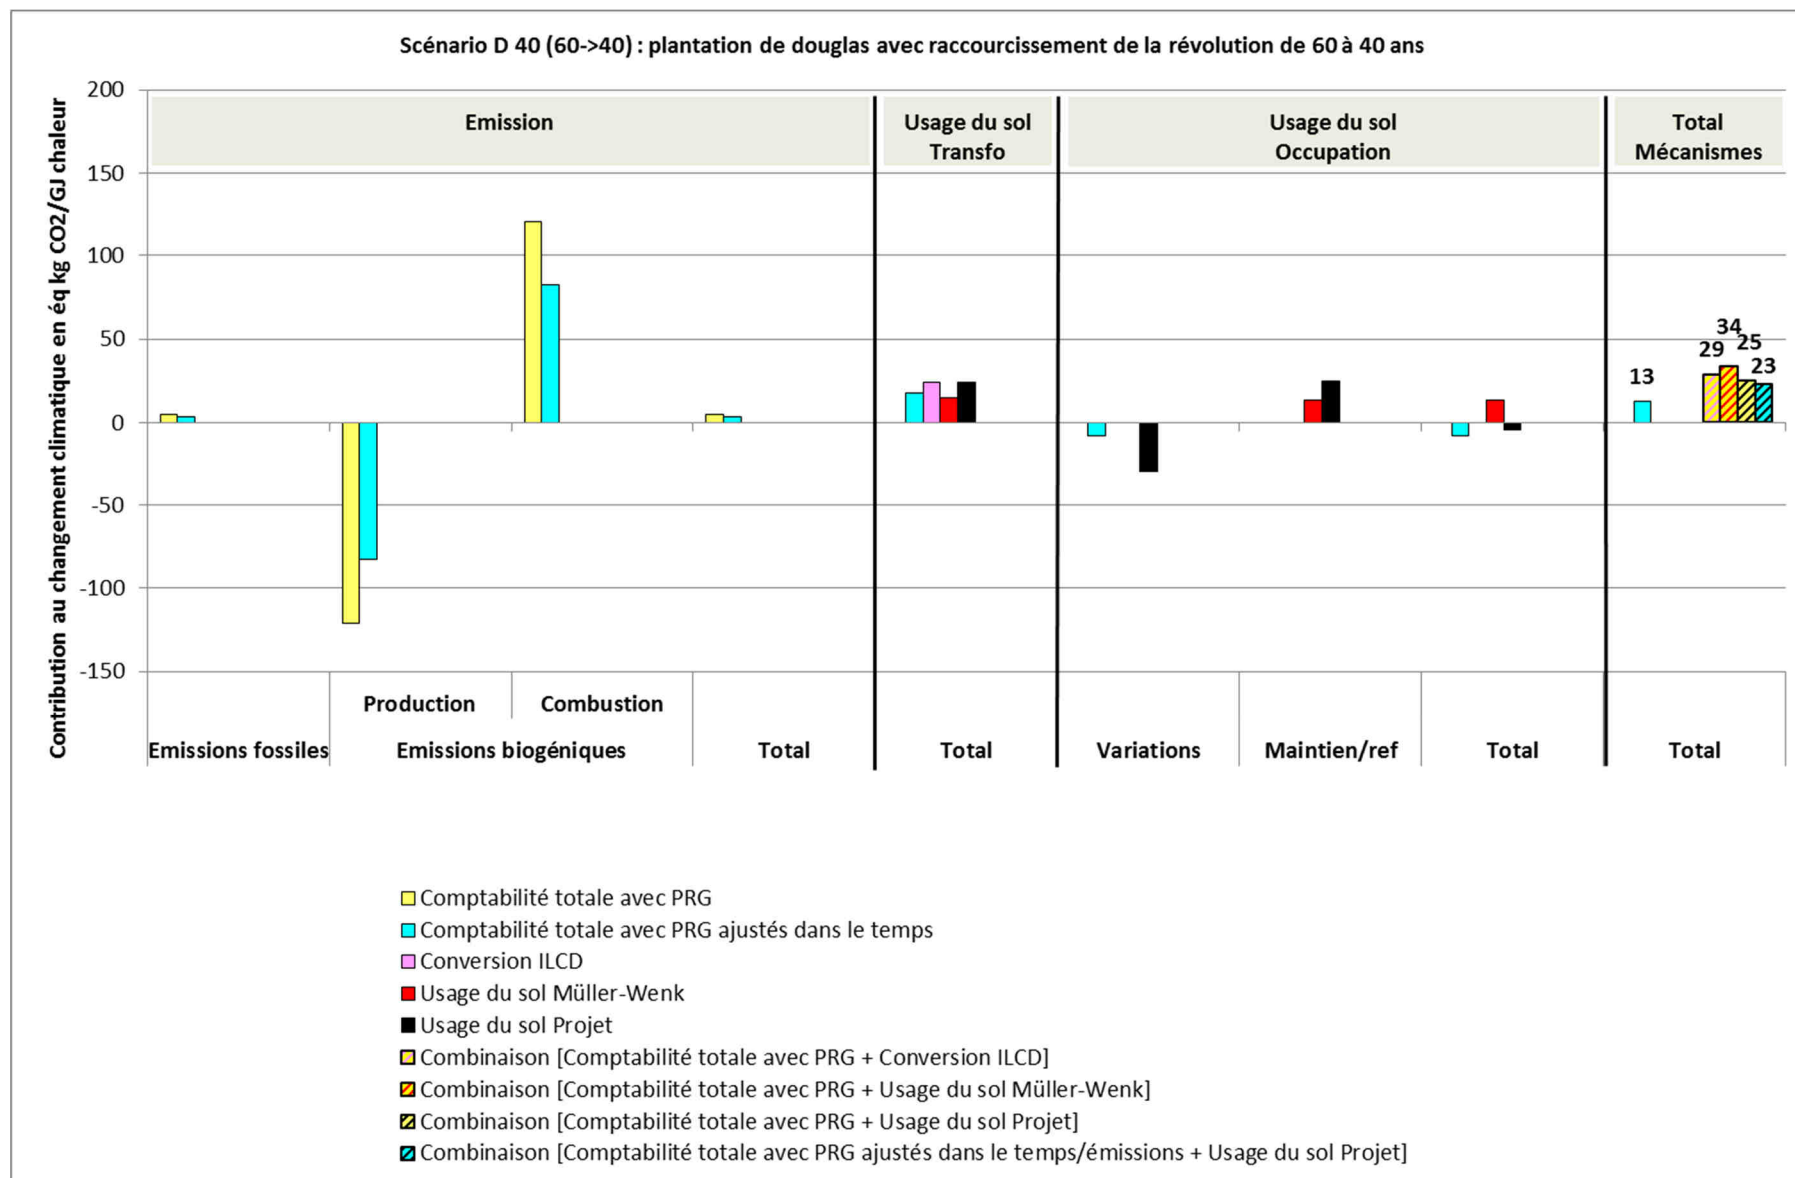 Scénario D 40 (60->40) : plantation de douglas avec raccourcissement de la révolution de 60 à 40 ans
Contribution au changement climatique en éq kg CO2/GJ chaleur
200
150
100
50
0
-50
-100
-150
Emission
Usage du sol
Transfo
Usage du sol
Occupation
Total
Mécanismes
13
29
34
25
23
Production
Combustion
Emissions fossiles
Emissions biogéniques
Total
Total
Variations
Maintien/ref
Total
Total
Comptabilité totale avec PRG
Comptabilité totale avec PRG ajustés dans le temps
Conversion ILCD
Usage du sol Müller-Wenk
Usage du sol Projet
Combinaison [Comptabilité totale avec PRG + Conversion ILCD]
Combinaison [Comptabilité totale avec PRG + Usage du sol Müller-Wenk]
Combinaison [Comptabilité totale avec PRG + Usage du sol Projet]
Combinaison [Comptabilité totale avec PRG ajustés dans le temps/émissions + Usage du sol Projet]